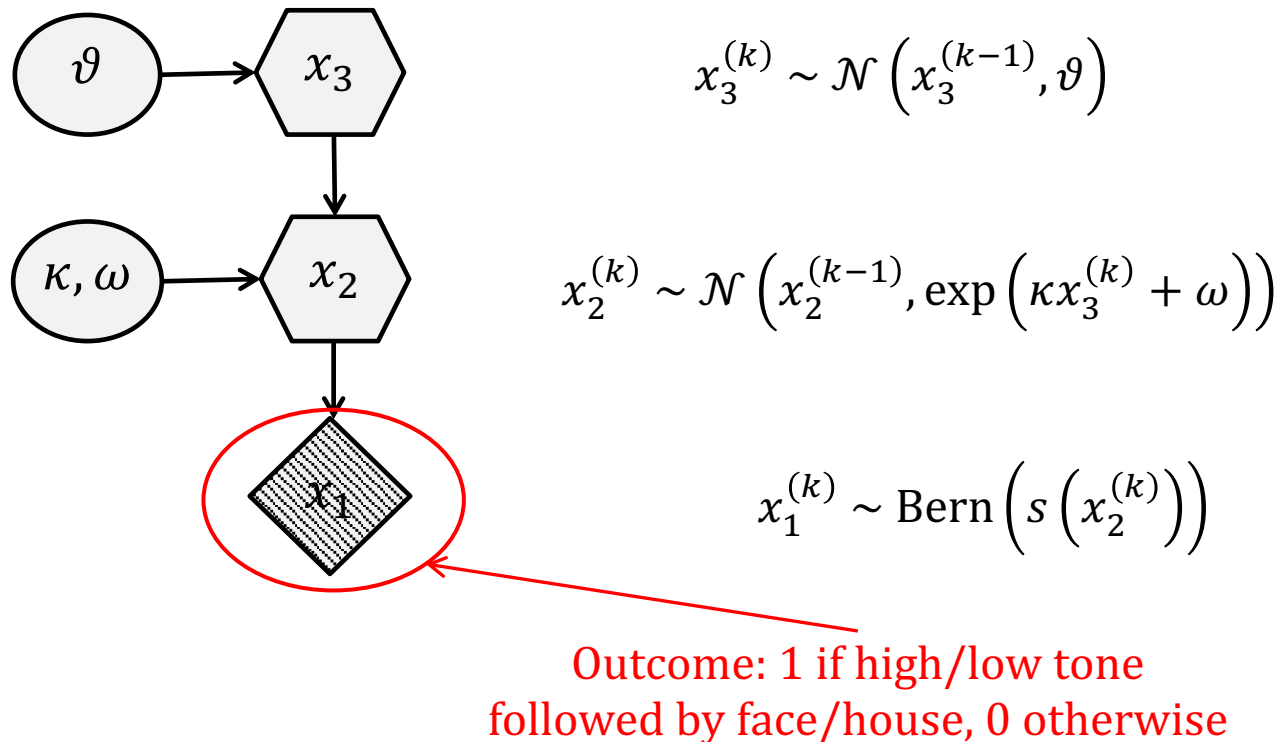 ϑ
x₃
x₃⁽ᵏ⁾ ~ 𝒩(x₃⁽ᵏ⁻¹⁾, ϑ)
κ, ω
x₂
x₂⁽ᵏ⁾ ~ 𝒩(x₂⁽ᵏ⁻¹⁾, exp(κx₃⁽ᵏ⁾ + ω))
x₁
x₁⁽ᵏ⁾ ~ Bern(s(x₂⁽ᵏ⁾))
Outcome: 1 if high/low tone
followed by face/house, 0 otherwise